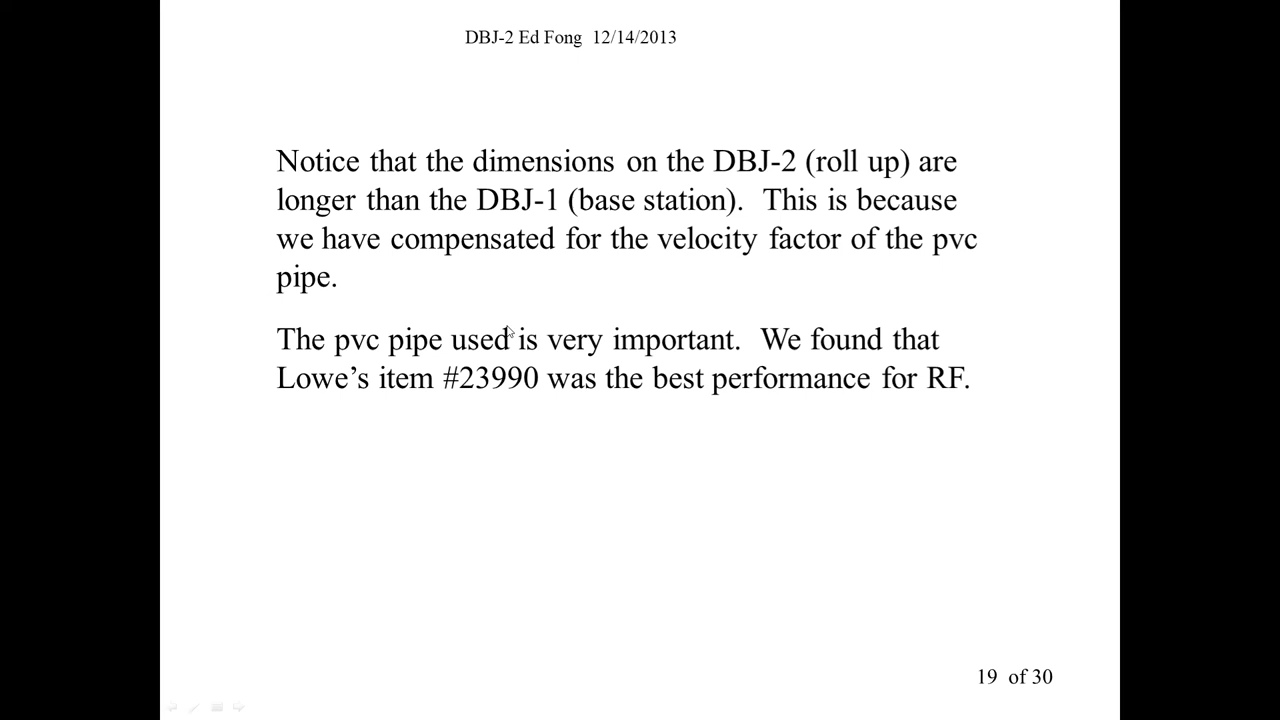 DBJ-2 Ed Fong  12/14/2013
Notice that the dimensions on the DBJ-2 (roll up) are
longer than the DBJ-1 (base station).  This is because
we have compensated for the velocity factor of the pvc
pipe.
The pvc pipe used is very important.  We found that
Lowe’s item #23990 was the best performance for RF.
19  of 30